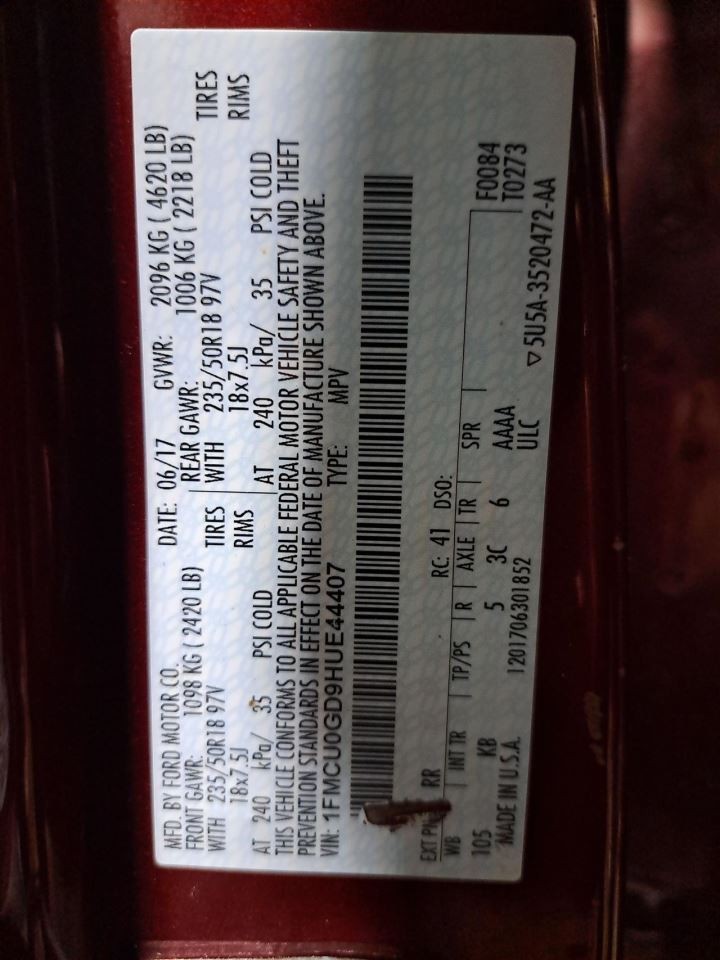 MFD. BY FORD MOTOR CO. DATE: 06/17 GVWR: 2096 KG ( 4620 LB)
FRONT GAWR: 1098 KG ( 2420 LB) REAR GAWR: 1006 KG ( 2218 LB)
WITH 235/50R18 97V TIRES WITH 235/50R18 97V TIRES
18x7.5J RIMS 18x7.5J RIMS
AT 240 kPa/ 35 PSI COLD AT 240 kPa/ 35 PSI COLD
THIS VEHICLE CONFORMS TO ALL APPLICABLE FEDERAL MOTOR VEHICLE SAFETY AND THEFT
PREVENTION STANDARDS IN EFFECT ON THE DATE OF MANUFACTURE SHOWN ABOVE.
VIN: 1FMCU0GD9HUE44407 TYPE: MPV
EXT PNT RR RC: 41 DSO:
WB INT TR TP/PS R AXLE TR SPR F0084
105 KB 5 3C 6 AAAA T0273
MADE IN U.S.A. 1201706301852 ULC
▽5U5A-3520472-AA